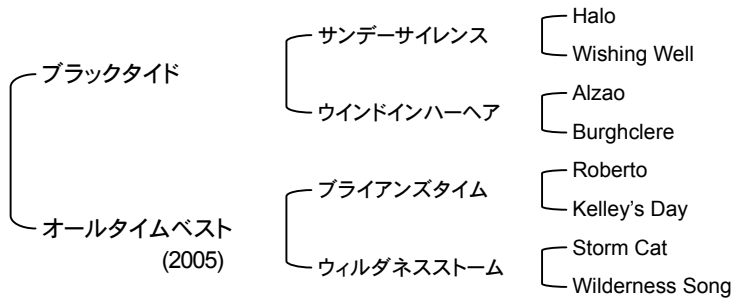 ブラックタイド
オールタイムベスト
(2005)
サンデーサイレンス
ウインドインハーヘア
ブライアンズタイム
ウィルダネスストーム
Halo
Wishing Well
Alzao
Burghclere
Roberto
Kelley's Day
Storm Cat
Wilderness Song